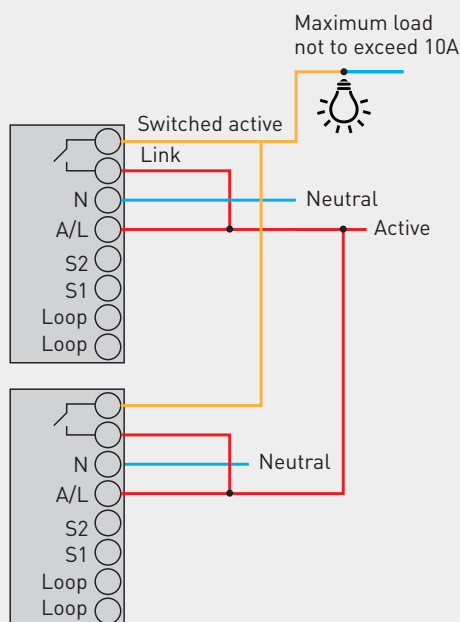 Maximum load
not to exceed 10A
Switched active
Link
N
Neutral
A/L
Active
S2
S1
Loop
Loop
N
Neutral
A/L
S2
S1
Loop
Loop